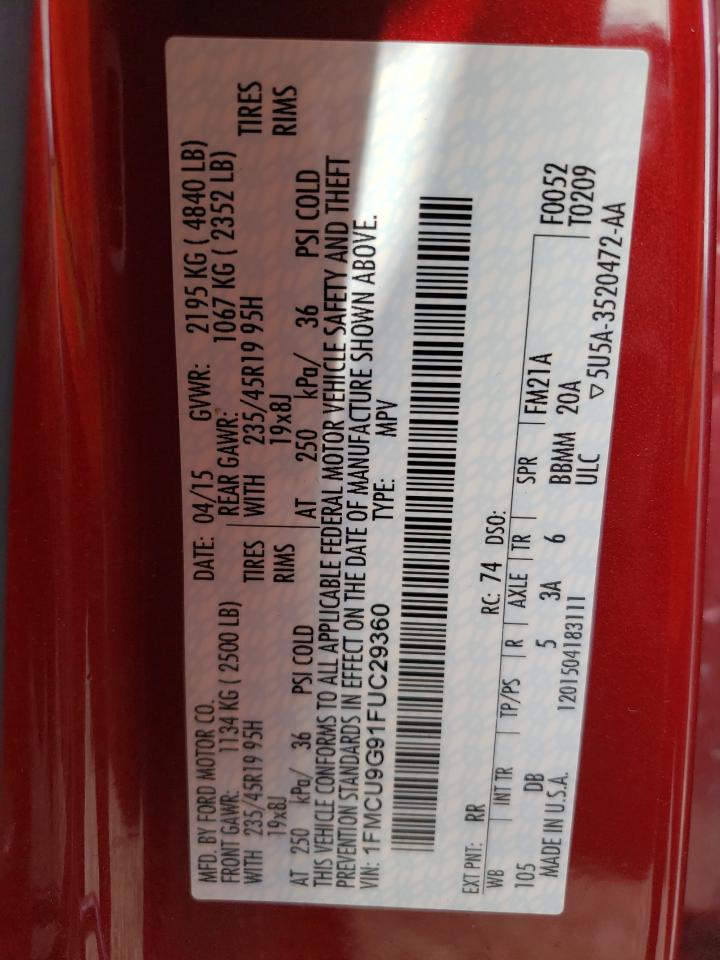 MFD. BY FORD MOTOR CO. DATE: 04/15 GVWR: 2195 KG ( 4840 LB)
FRONT GAWR: 1134 KG ( 2500 LB) REAR GAWR: 1067 KG ( 2352 LB)
WITH 235/45R19 95H TIRES WITH 235/45R19 95H TIRES
19x8J RIMS 19x8J RIMS
AT 250 kPa/ 36 PSI COLD AT 250 kPa/ 36 PSI COLD
THIS VEHICLE CONFORMS TO ALL APPLICABLE FEDERAL MOTOR VEHICLE SAFETY AND THEFT
PREVENTION STANDARDS IN EFFECT ON THE DATE OF MANUFACTURE SHOWN ABOVE.
VIN: 1FMCU9G91FUC29360 TYPE: MPV
EXT PNT: RR RC: 74 DSO:
WB INT TR TP/PS R AXLE TR SPR FM21A F0052
105 DB 5 3A 6 BBMM 20A T0209
MADE IN U.S.A. 1201504183111 ULC ▽5U5A-3520472-AA